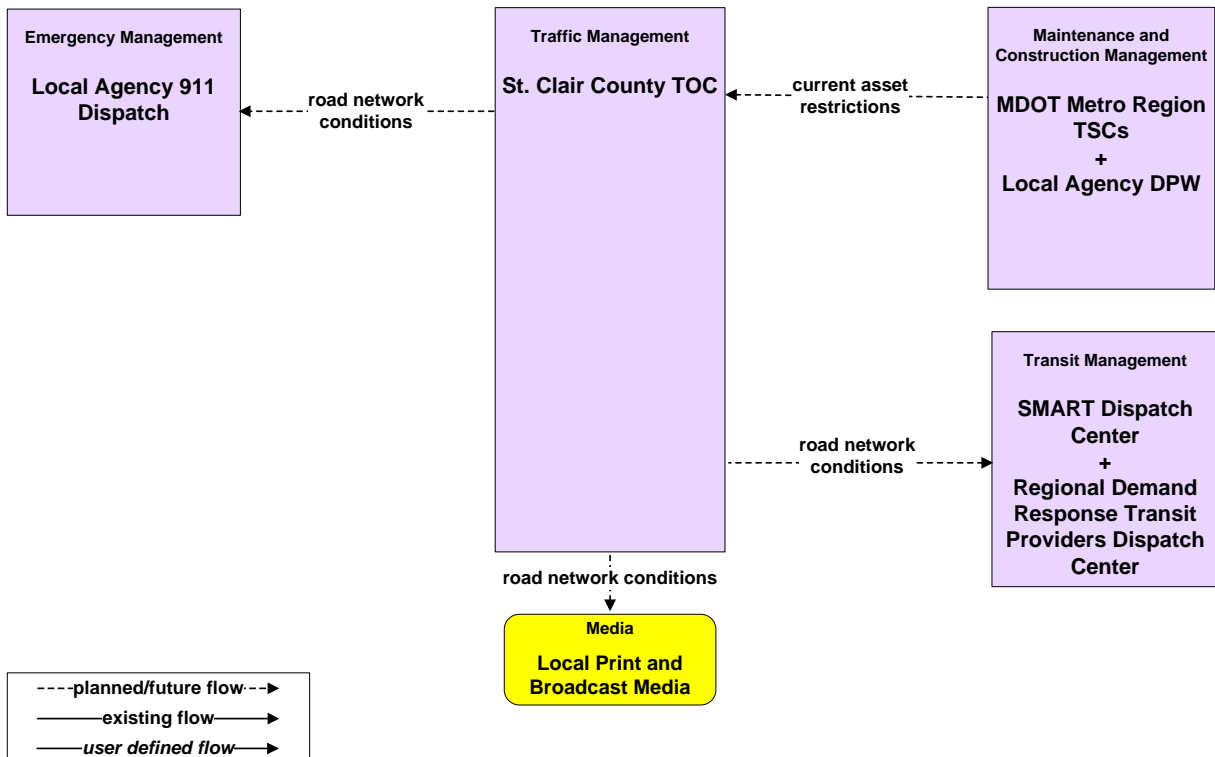 Emergency Management
Local Agency 911
Dispatch
road network
conditions
Traffic Management
St. Clair County TOC
current asset
restrictions
Maintenance and
Construction Management
MDOT Metro Region
TSCs
+
Local Agency DPW
Transit Management
SMART Dispatch
Center
+
Regional Demand
Response Transit
Providers Dispatch
Center
road network
conditions
road network conditions
Media
Local Print and
Broadcast Media
planned/future flow
existing flow
user defined flow